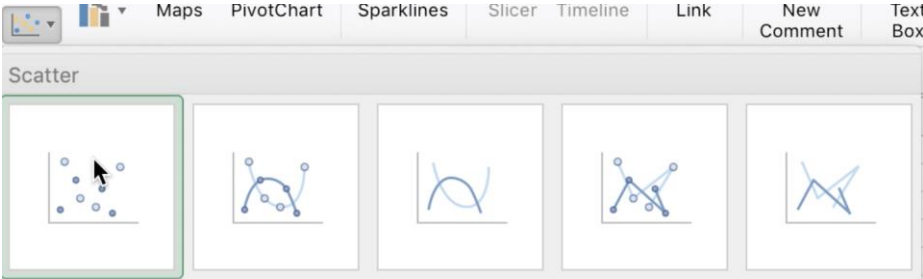 Maps PivotChart Sparklines Slicer Timeline Link New Text
Comment Box
Scatter